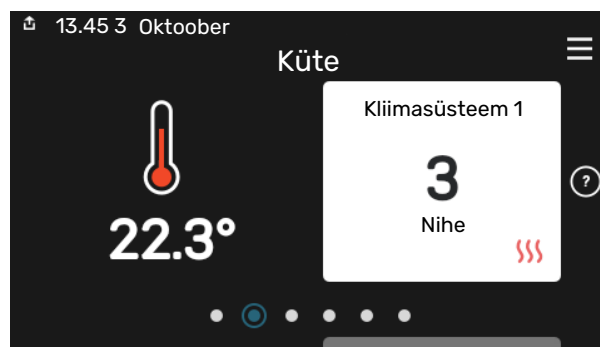 13.45 3 Oktoober
Küte
Kliimasüsteem 1
3
Nihe
22.3°
?